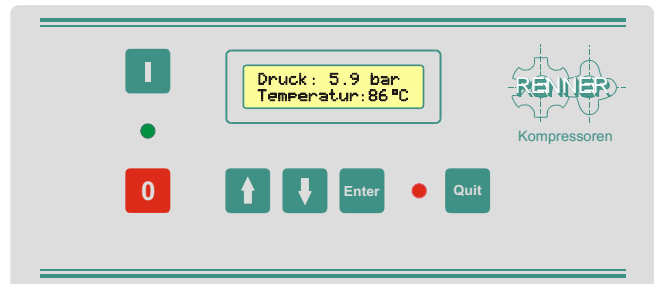 I
Druck: 5.9 bar
Temperatur:86°C
RENNER
Kompressoren
0
Enter
Quit